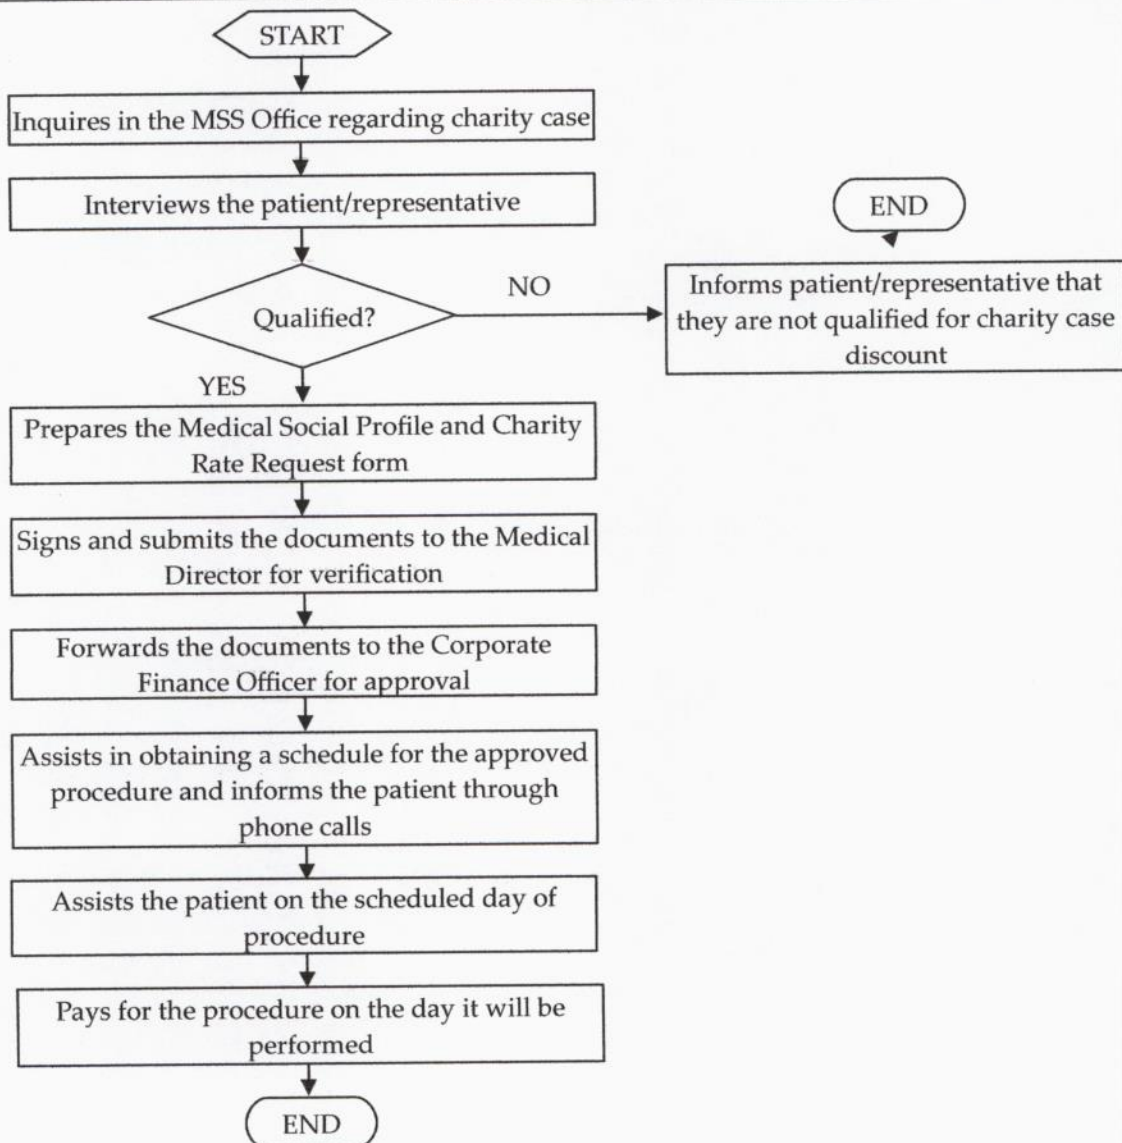 START
Inquires in the MSS Office regarding charity case
Interviews the patient/representative
END
Qualified?
NO
Informs patient/representative that
they are not qualified for charity case
discount
YES
Prepares the Medical Social Profile and Charity
Rate Request form
Signs and submits the documents to the Medical
Director for verification
Forwards the documents to the Corporate
Finance Officer for approval
Assists in obtaining a schedule for the approved
procedure and informs the patient through
phone calls
Assists the patient on the scheduled day of
procedure
Pays for the procedure on the day it will be
performed
END